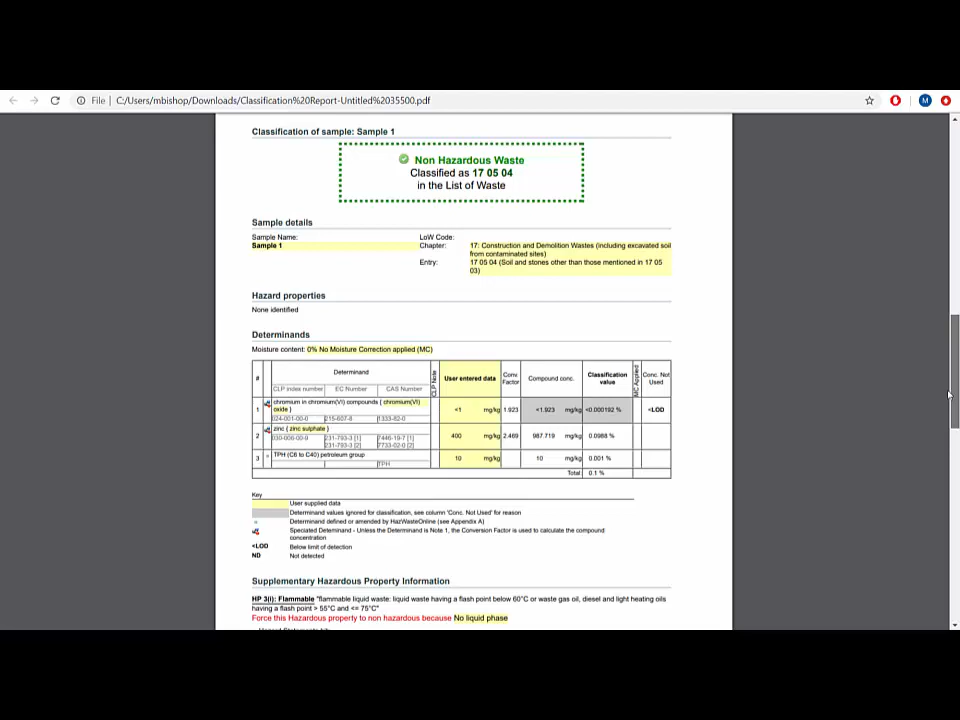 File | C:/Users/mbishop/Downloads/Classification%20Report-Untitled%2035500.pdf
M
Classification of sample: Sample 1
Non Hazardous Waste
Classified as 17 05 04
in the List of Waste
Sample details
Sample Name:
Sample 1
LoW Code:
Chapter:
17: Construction and Demolition Wastes (including excavated soil
from contaminated sites)
Entry:
17 05 04 (Soil and stones other than those mentioned in 17 05
03)
Hazard properties
None identified
Determinands
Moisture content: 0% No Moisture Correction applied (MC)
# Determinand CLP Note User entered data Conv. Factor Compound conc. Classification value MC Applied Conc. Not Used
CLP index number EC Number CAS Number
1 chromium in chromium(VI) compounds { chromium(VI) oxide } <1 mg/kg 1.923 <1.923 mg/kg <0.000192 % <LOD
024-001-00-0 215-607-8 1333-82-0
2 zinc { zinc sulphate } 400 mg/kg 2.469 987.719 mg/kg 0.0988 %
030-006-00-9 231-793-3 [1] 7446-19-7 [1]
231-793-3 [2] 7733-02-0 [2]
3 TPH (C6 to C40) petroleum group 10 mg/kg 10 mg/kg 0.001 %
TPH
Total: 0.1 %
Key
User supplied data
Determinand values ignored for classification, see column 'Conc. Not Used' for reason
Determinand defined or amended by HazWasteOnline (see Appendix A)
Speciated Determinand - Unless the Determinand is Note 1, the Conversion Factor is used to calculate the compound
concentration
<LOD Below limit of detection
ND Not detected
Supplementary Hazardous Property Information
HP 3(i): Flammable "flammable liquid waste: liquid waste having a flash point below 60°C or waste gas oil, diesel and light heating oils
having a flash point > 55°C and <= 75°C"
Force this Hazardous property to non hazardous because No liquid phase